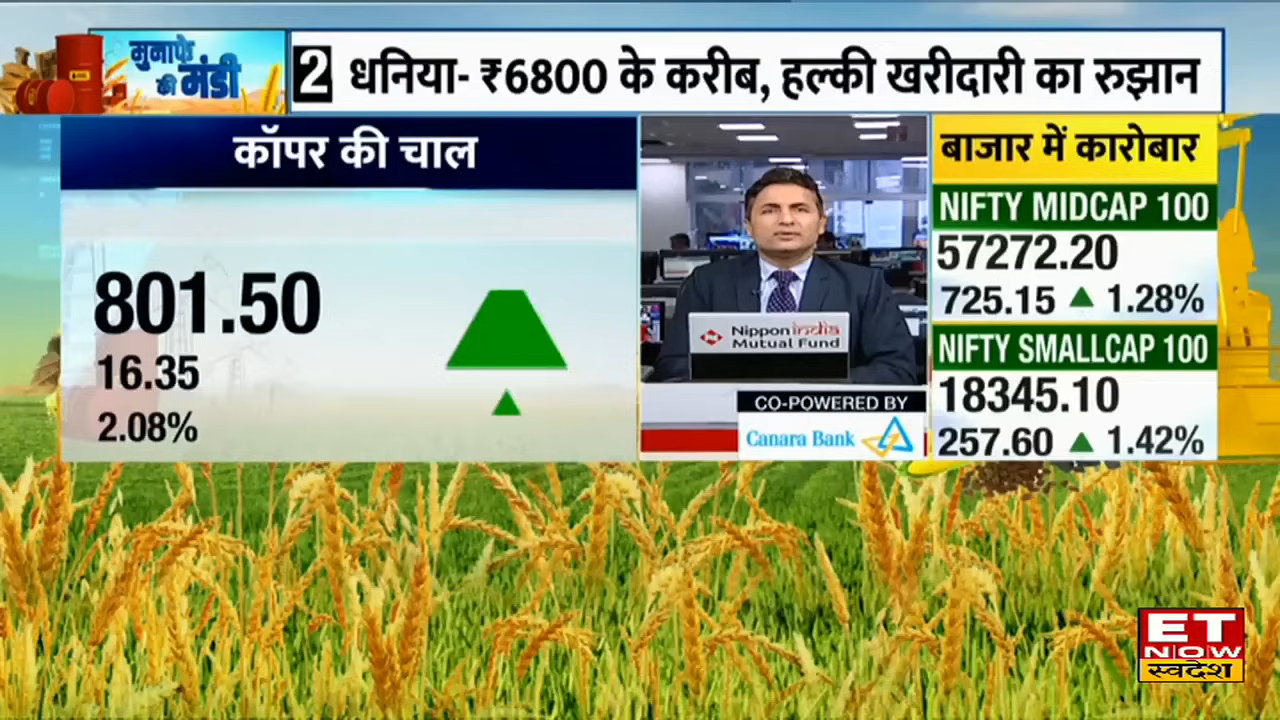 मुनाफे
की मंडी
2 धनिया- ₹6800 के करीब, हल्की खरीदारी का रुझान
कॉपर की चाल
801.50
16.35
2.08%
Nippon india
Mutual Fund
CO-POWERED BY
Canara Bank
बाजार में कारोबार
NIFTY MIDCAP 100
57272.20
725.15 ▲ 1.28%
NIFTY SMALLCAP 100
18345.10
257.60 ▲ 1.42%
ET
NOW
स्वदेश